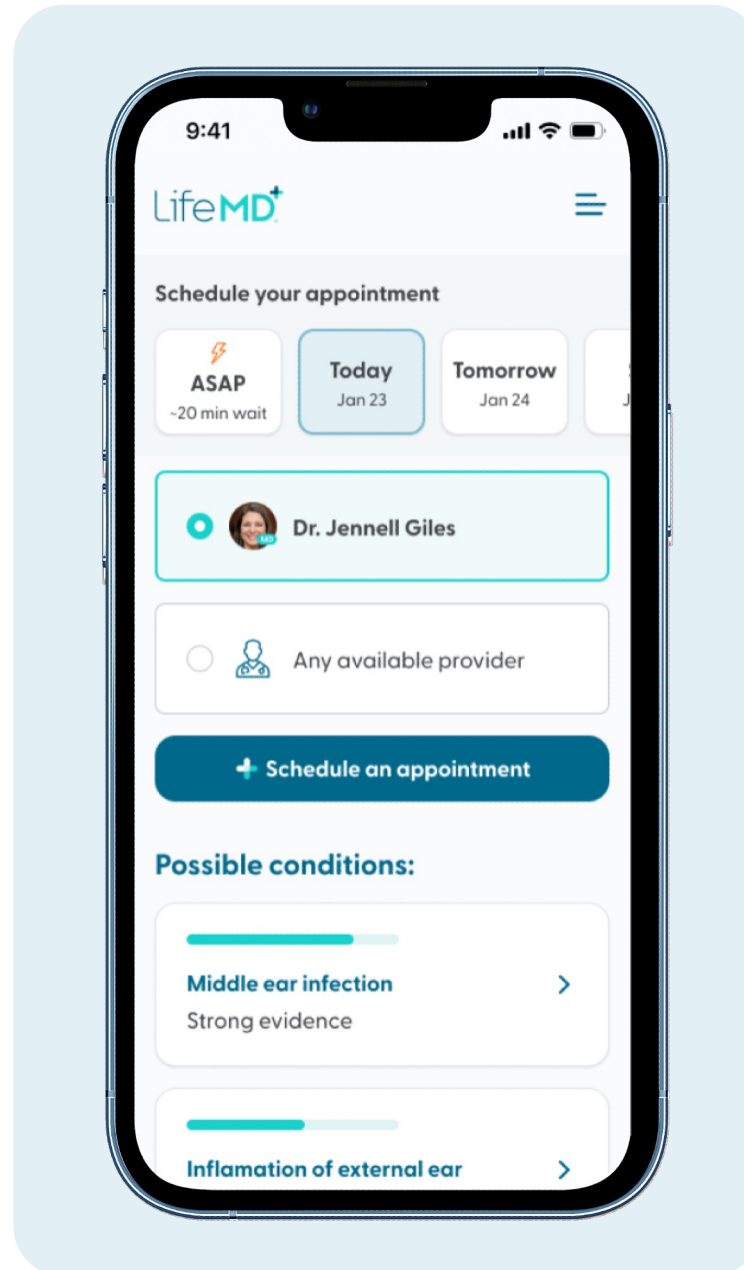 9:41
LifeMD
Schedule your appointment
ASAP
~20 min wait
Today
Jan 23
Tomorrow
Jan 24
Dr. Jennell Giles
MD
Any available provider
Schedule an appointment
Possible conditions:
Middle ear infection
Strong evidence
Inflamation of external ear